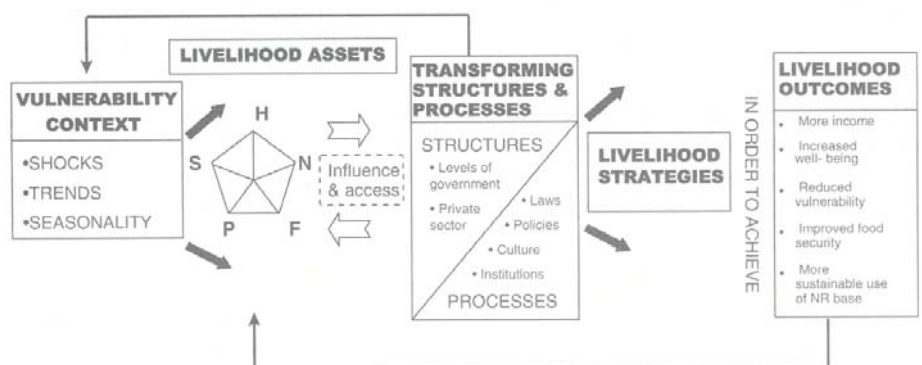 LIVELIHOOD ASSETS
VULNERABILITY
CONTEXT
•SHOCKS
•TRENDS
•SEASONALITY
H
S
N
P
F
Influence
& access
TRANSFORMING
STRUCTURES &
PROCESSES
STRUCTURES
• Levels of
government
• Private
sector
• Laws
• Policies
• Culture
• Institutions
PROCESSES
LIVELIHOOD
STRATEGIES
IN ORDER TO ACHIEVE
LIVELIHOOD
OUTCOMES
• More income
• Increased
well- being
• Reduced
vulnerability
• Improved food
security
• More
sustainable use
of NR base